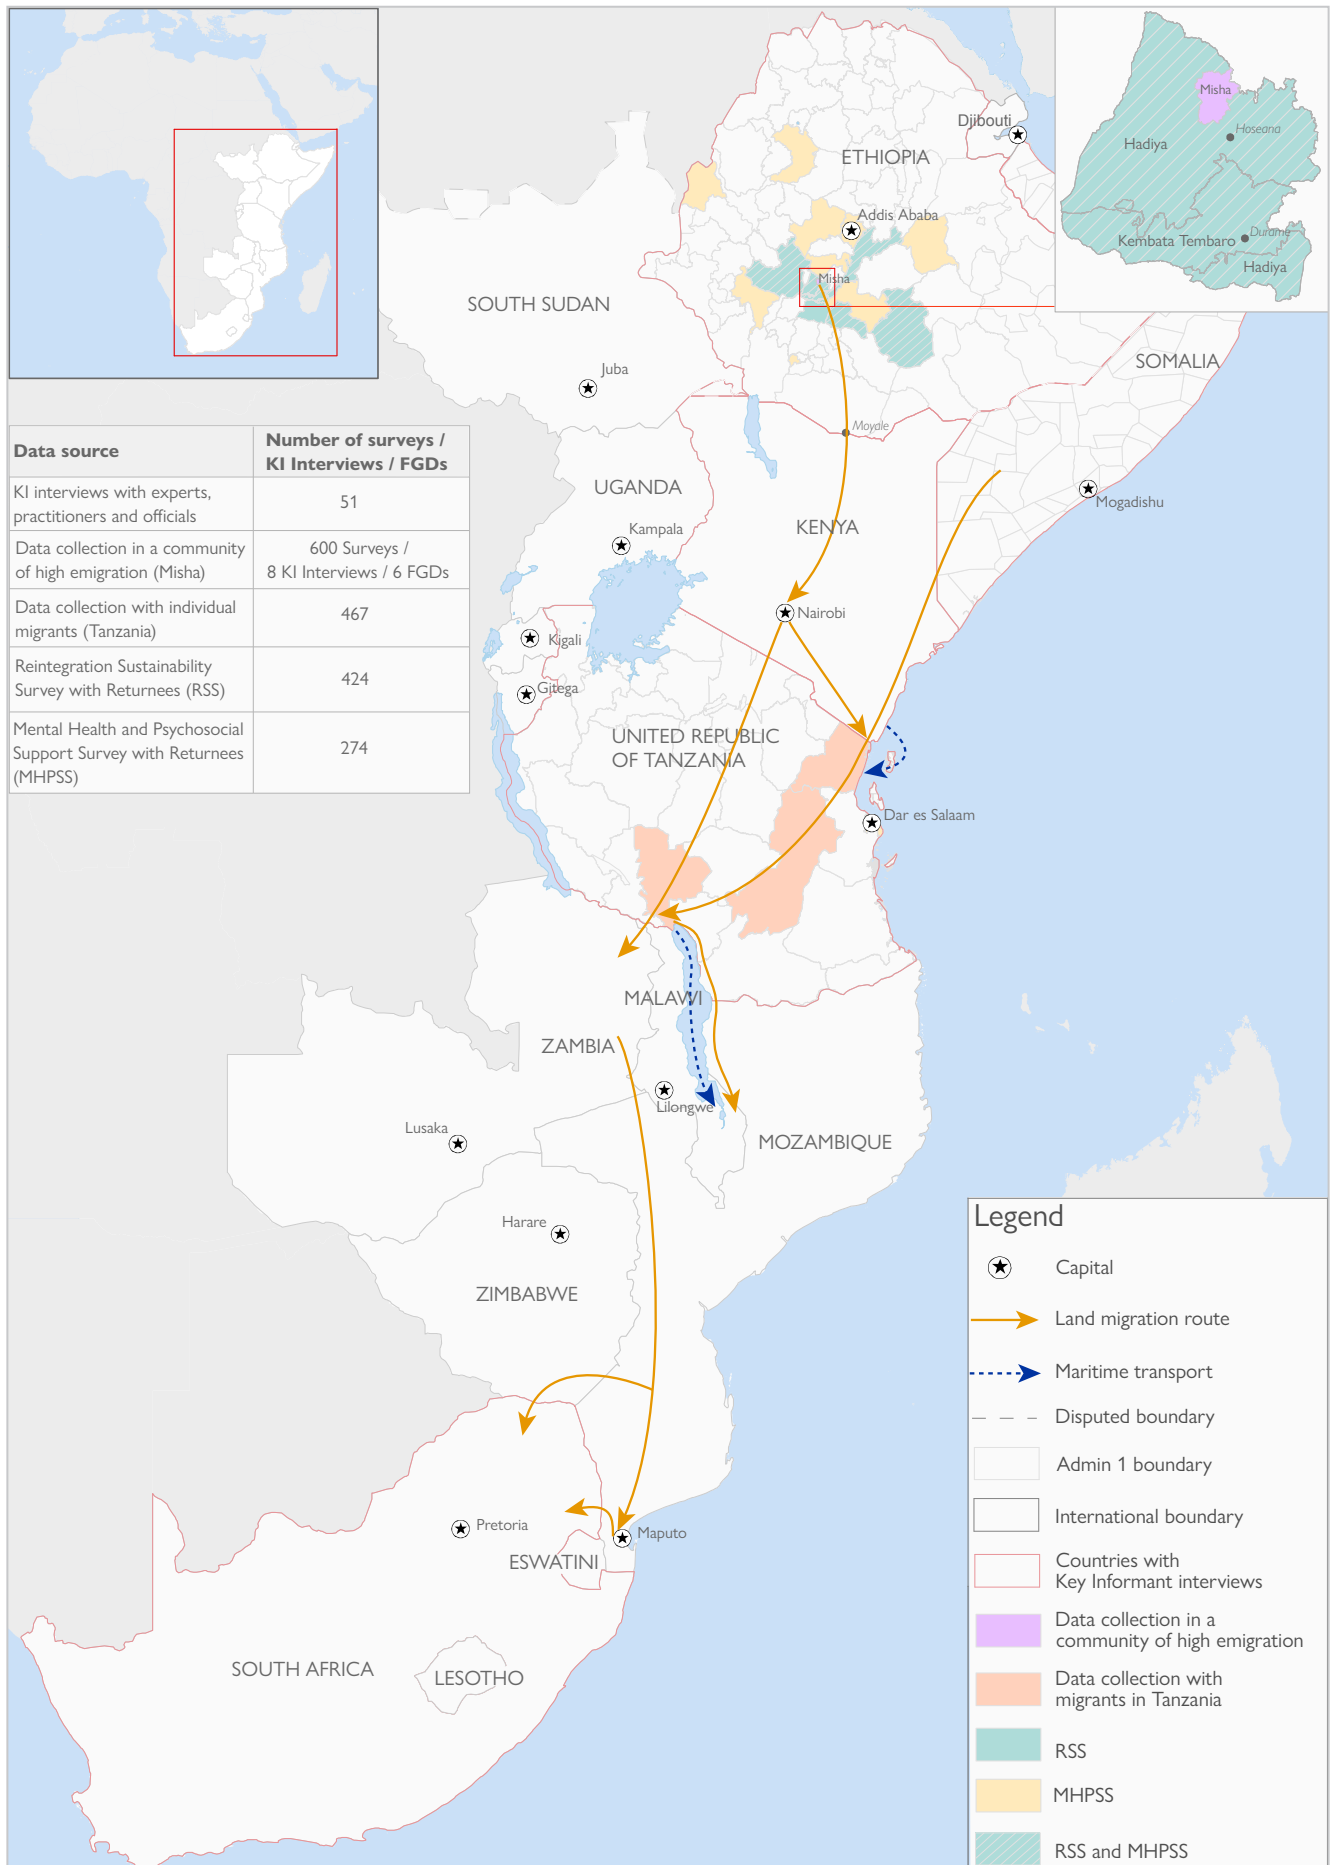 Djibouti
ETHIOPIA
Addis Ababa
Misha
Misha
Hoseana
Hadiya
Kembata Tembaro
Durame
Hadiya
SOUTH SUDAN
Juba
SOMALIA
Moyale
Mogadishu
UGANDA
Kampala
KENYA
Nairobi
Kigali
Gitega
UNITED REPUBLIC
OF TANZANIA
Dar es Salaam
Data source
Number of surveys /
KI Interviews / FGDs
KI interviews with experts,
practitioners and officials
51
Data collection in a community
of high emigration (Misha)
600 Surveys /
8 KI Interviews / 6 FGDs
Data collection with individual
migrants (Tanzania)
467
Reintegration Sustainability
Survey with Returnees (RSS)
424
Mental Health and Psychosocial
Support Survey with Returnees
(MHPSS)
274
MALAWI
ZAMBIA
Lilongwe
Lusaka
MOZAMBIQUE
Harare
ZIMBABWE
Pretoria
Maputo
ESWATINI
SOUTH AFRICA
LESOTHO
Legend
Capital
Land migration route
Maritime transport
Disputed boundary
Admin 1 boundary
International boundary
Countries with
Key Informant interviews
Data collection in a
community of high emigration
Data collection with
migrants in Tanzania
RSS
MHPSS
RSS and MHPSS